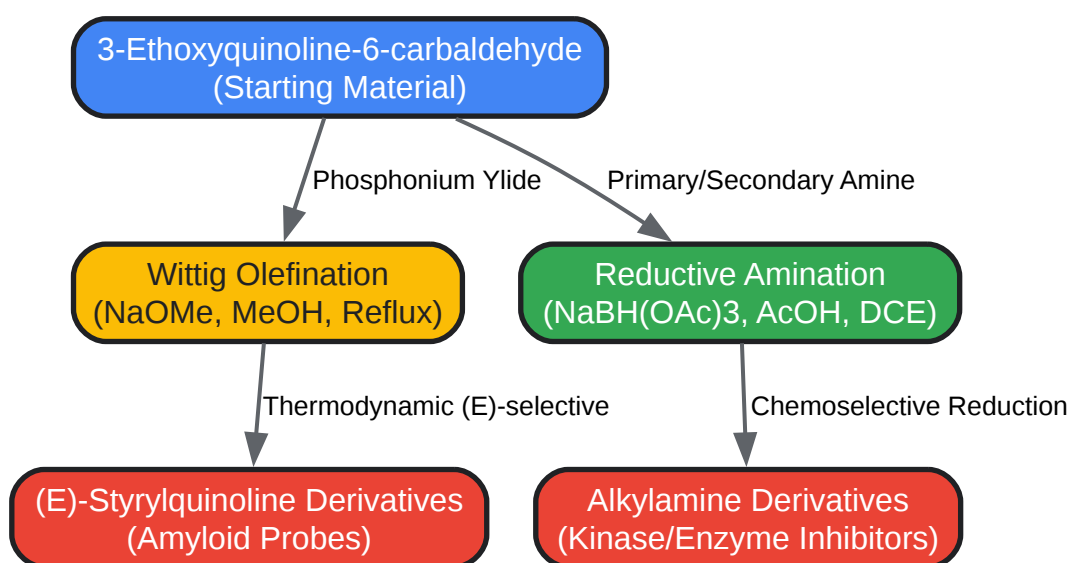 3-Ethoxyquinoline-6-carbaldehyde
(Starting Material)
Phosphonium Ylide
Primary/Secondary Amine
Wittig Olefination
(NaOMe, MeOH, Reflux)
Reductive Amination
(NaBH(OAc)3, AcOH, DCE)
Thermodynamic (E)-selective
Chemoselective Reduction
(E)-Styrylquinoline Derivatives
(Amyloid Probes)
Alkylamine Derivatives
(Kinase/Enzyme Inhibitors)